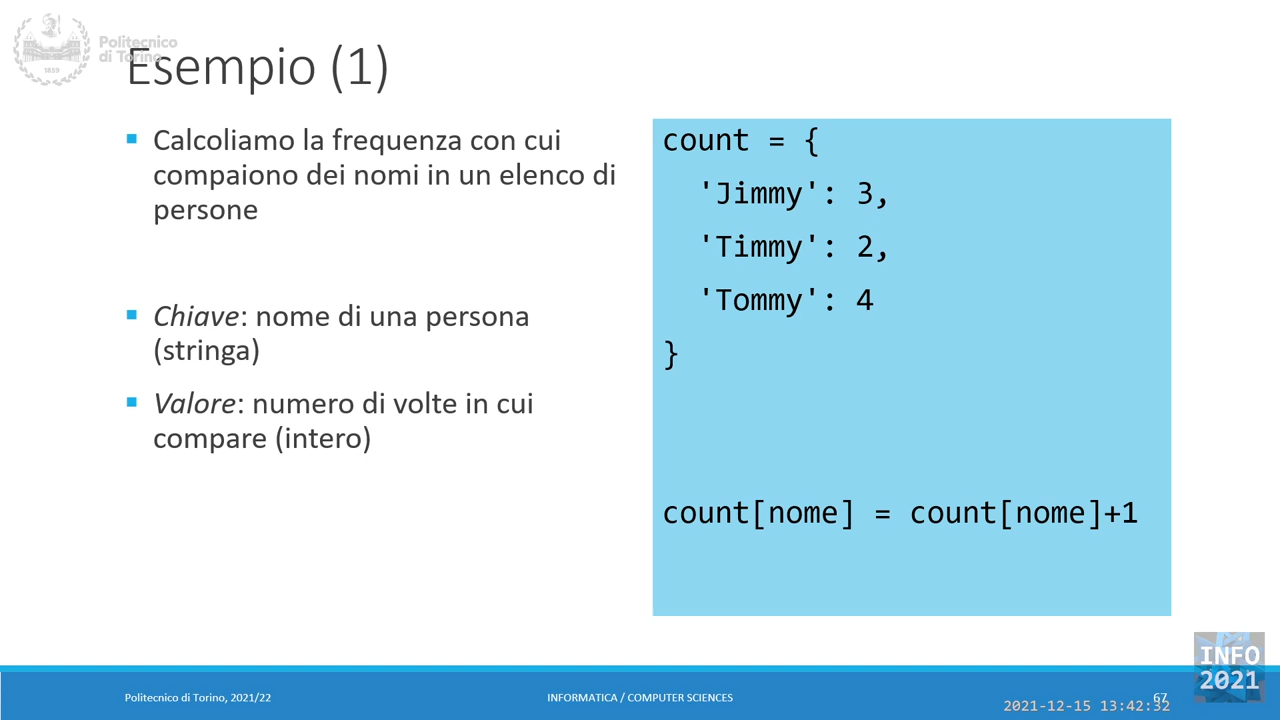 Politecnico
di Torino
1859
Esempio (1)
▪ Calcoliamo la frequenza con cui
compaiono dei nomi in un elenco di
persone
▪ Chiave: nome di una persona
(stringa)
▪ Valore: numero di volte in cui
compare (intero)
count = {
'Jimmy': 3,
'Timmy': 2,
'Tommy': 4
}
count[nome] = count[nome]+1
Politecnico di Torino, 2021/22
INFORMATICA / COMPUTER SCIENCES
67
INFO
2021
2021-12-15 13:42:32